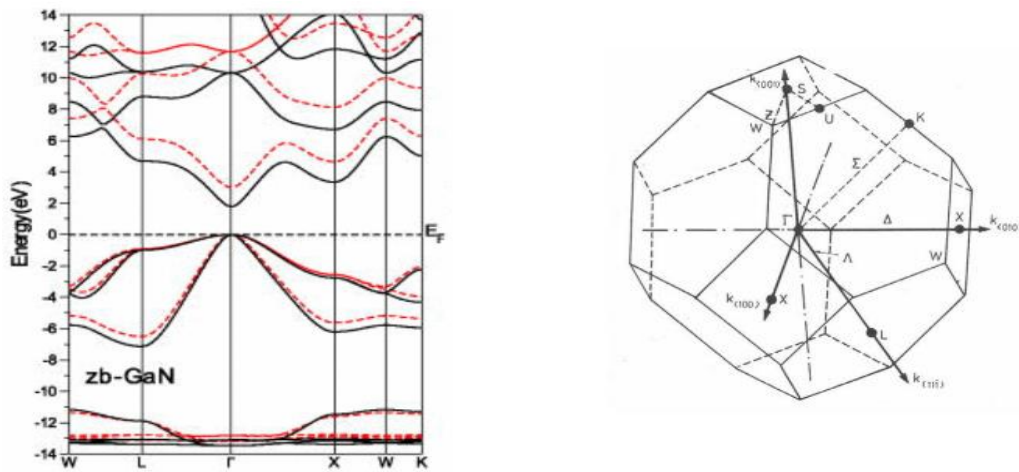 14
12
10
8
6
4
2
0
-2
-4
-6
-8
-10
-12
-14
Energy(eV)
E_F
zb-GaN
W L Γ X W K
k(001)
S
Z
U
W
K
Σ
Γ
Δ
X
k(010)
Λ
W
k(100)
X
L
k(111̄)